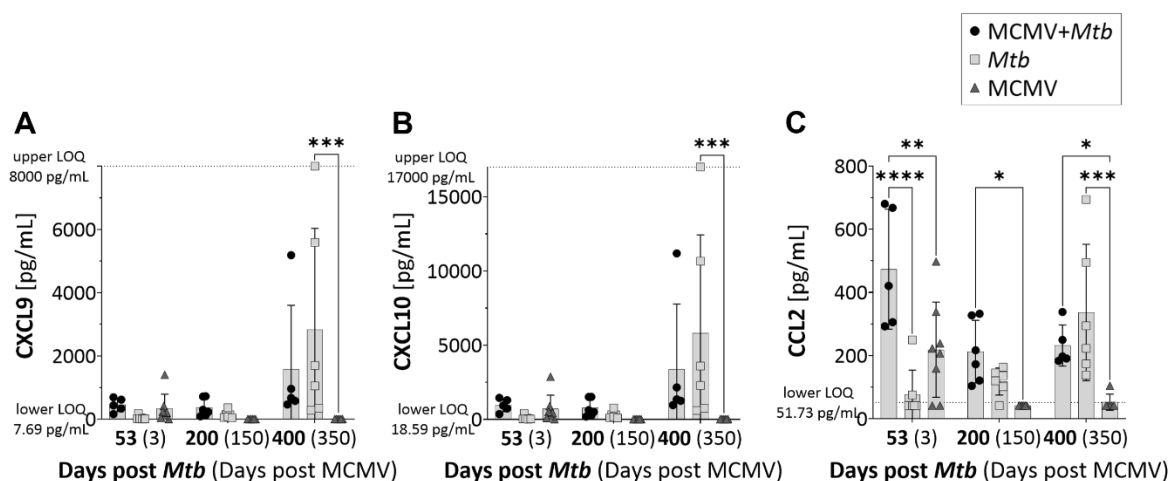 MCMV+Mtb
Mtb
MCMV
A
upper LOQ
8000 pg/mL
CXCL9 [pg/mL]
8000
6000
4000
2000
0
lower LOQ
7.69 pg/mL
***
53 (3) 200 (150) 400 (350)
Days post Mtb (Days post MCMV)
B
upper LOQ
17000 pg/mL
CXCL10 [pg/mL]
15000
10000
5000
0
lower LOQ
18.59 pg/mL
***
53 (3) 200 (150) 400 (350)
Days post Mtb (Days post MCMV)
C
CCL2 [pg/mL]
800
600
400
200
0
lower LOQ
51.73 pg/mL
**
****
*
*
***
53 (3) 200 (150) 400 (350)
Days post Mtb (Days post MCMV)